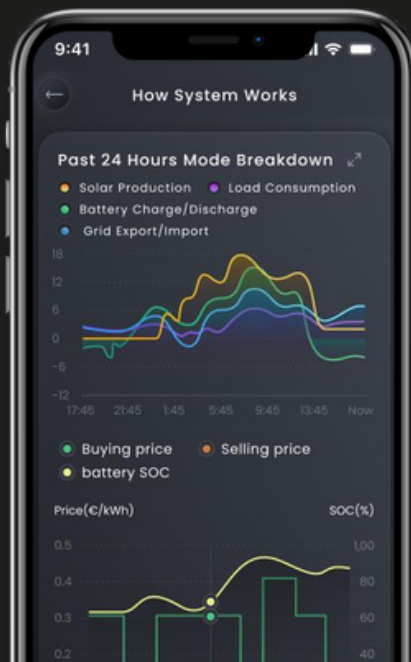 9:41
How System Works
Past 24 Hours Mode Breakdown
Solar Production Load Consumption
Battery Charge/Discharge
Grid Export/Import
18
12
6
0
-6
-12
17:45 21:45 1:45 5:45 9:45 13:45 Now
Buying price Selling price
battery SOC
Price(€/kWh) SOC(%)
0.5 1,00
0.4 80
0.3 60
0.2 40